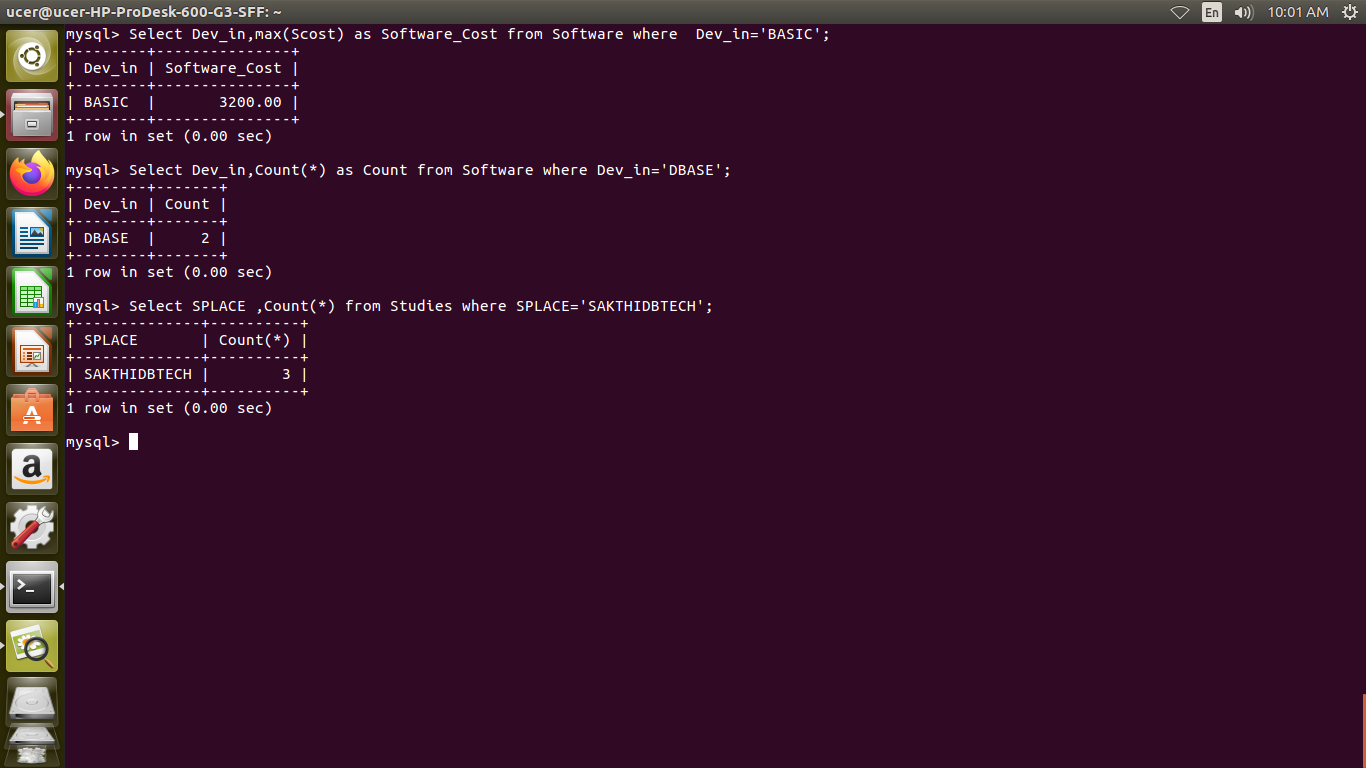 ucer@ucer-HP-ProDesk-600-G3-SFF: ~ En 10:01 AM
mysql> Select Dev_in,max(Scost) as Software_Cost from Software where  Dev_in='BASIC';
+--------+---------------+
| Dev_in | Software_Cost |
+--------+---------------+
| BASIC  |       3200.00 |
+--------+---------------+
1 row in set (0.00 sec)
mysql> Select Dev_in,Count(*) as Count from Software where Dev_in='DBASE';
+--------+-------+
| Dev_in | Count |
+--------+-------+
| DBASE  |     2 |
+--------+-------+
1 row in set (0.00 sec)
mysql> Select SPLACE ,Count(*) from Studies where SPLACE='SAKTHIDBTECH';
+--------------+----------+
| SPLACE       | Count(*) |
+--------------+----------+
| SAKTHIDBTECH |        3 |
+--------------+----------+
1 row in set (0.00 sec)
mysql>